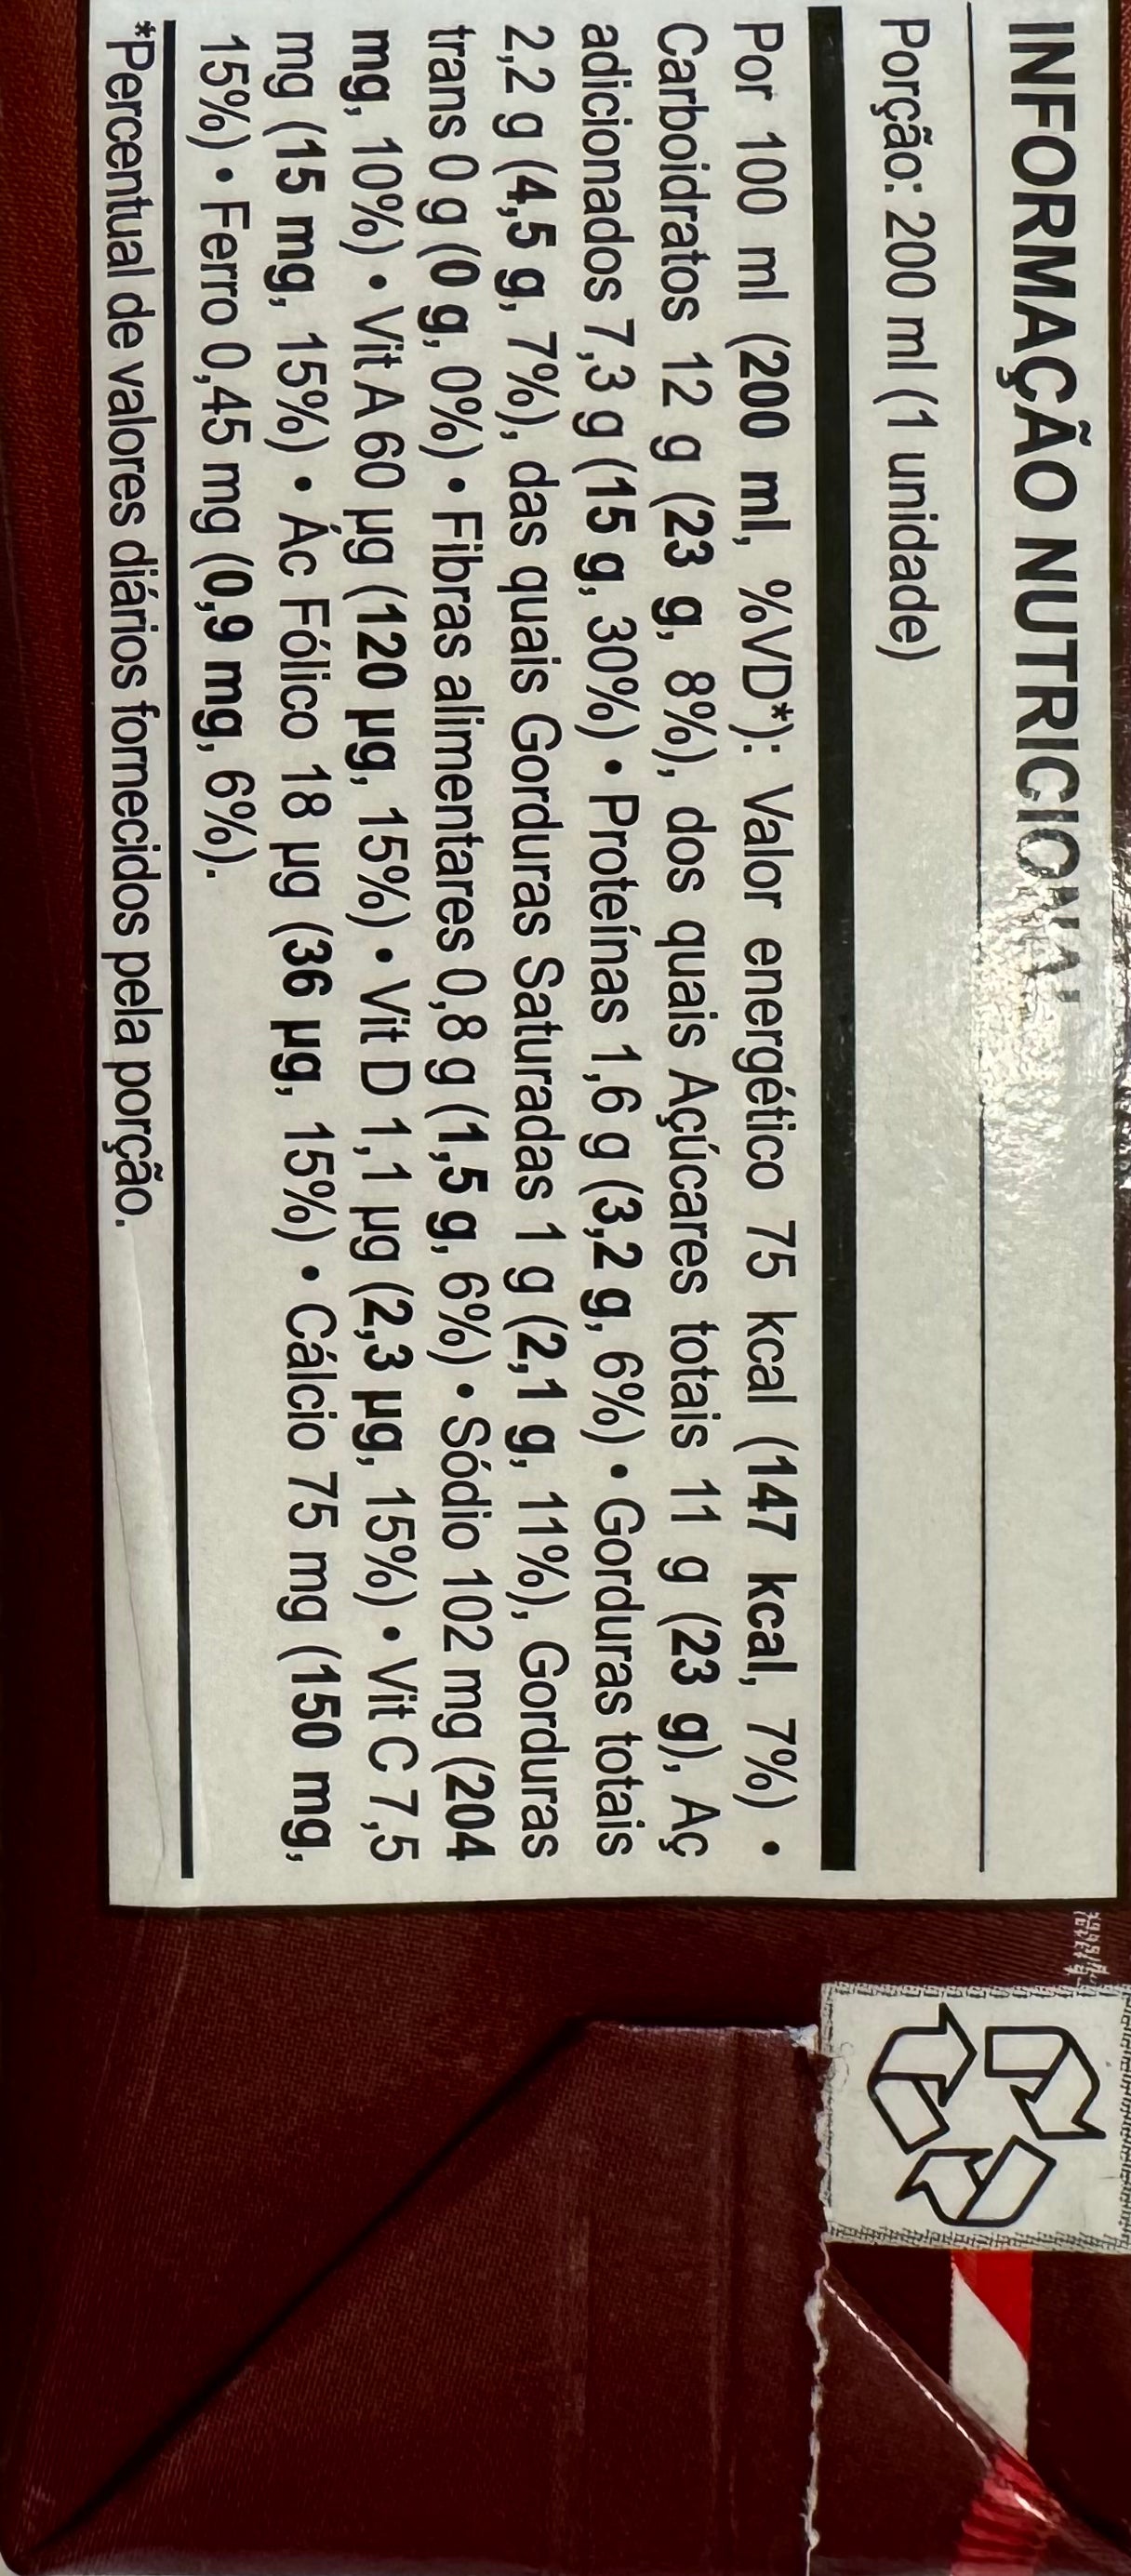 INFORMAÇÃO NUTRICIONAL
Porção: 200 ml (1 unidade)
Por 100 ml (200 ml, %VD*): Valor energético 75 kcal (147 kcal, 7%) •
Carboidratos 12 g (23 g, 8%), dos quais Açúcares totais 11 g (23 g), Aç
adicionados 7,3 g (15 g, 30%) • Proteínas 1,6 g (3,2 g, 6%) • Gorduras totais
2,2 g (4,5 g, 7%), das quais Gorduras Saturadas 1 g (2,1 g, 11%), Gorduras
trans 0 g (0 g, 0%) • Fibras alimentares 0,8 g (1,5 g, 6%) • Sódio 102 mg (204
mg, 10%) • Vit A 60 µg (120 µg, 15%) • Vit D 1,1 µg (2,3 µg, 15%) • Vit C 7,5
mg (15 mg, 15%) • Ác Fólico 18 µg (36 µg, 15%) • Cálcio 75 mg (150 mg,
15%) • Ferro 0,45 mg (0,9 mg, 6%).
*Percentual de valores diários fornecidos pela porção.